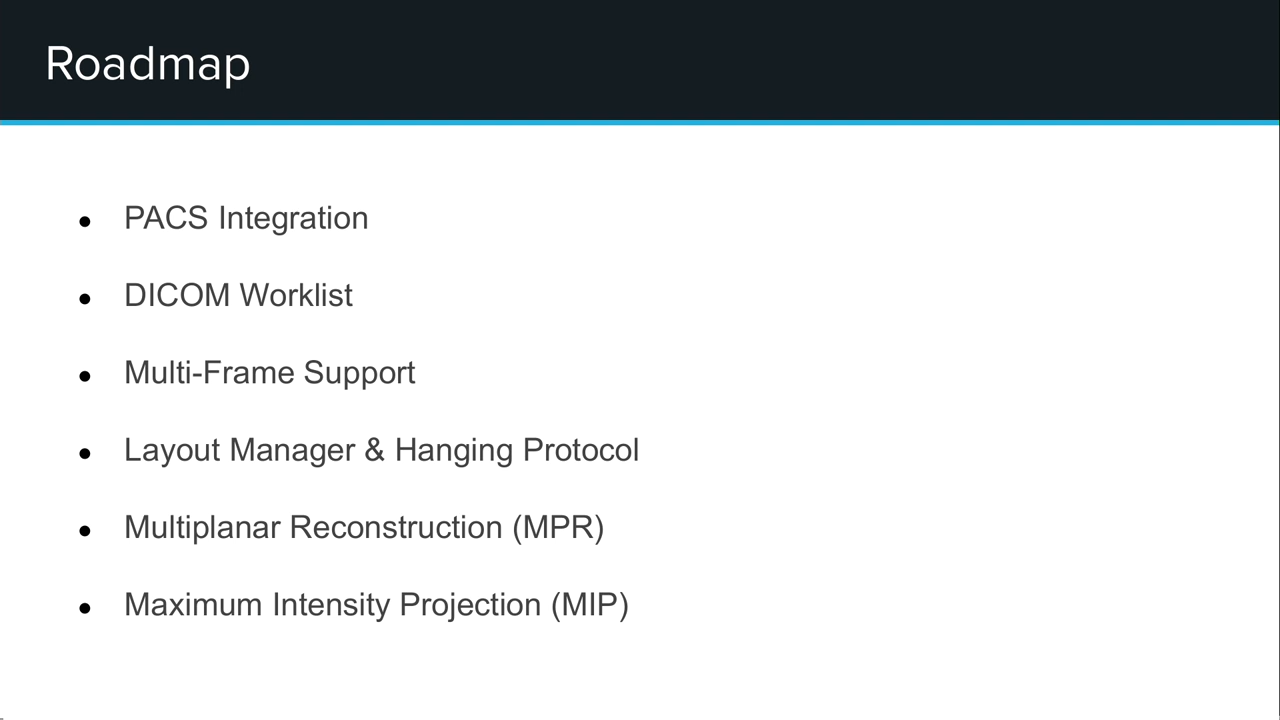 Roadmap
● PACS Integration
● DICOM Worklist
● Multi-Frame Support
● Layout Manager & Hanging Protocol
● Multiplanar Reconstruction (MPR)
● Maximum Intensity Projection (MIP)